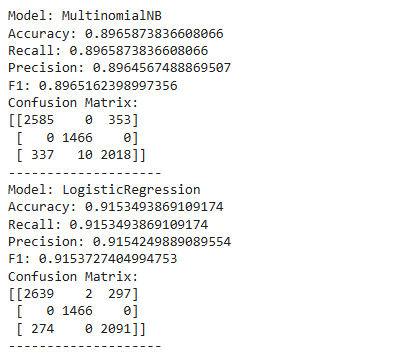 Model: MultinomialNB
Accuracy: 0.8965873836608066
Recall: 0.8965873836608066
Precision: 0.8964567488869507
F1: 0.8965162398997356
Confusion Matrix:
[[2585    0  353]
 [   0 1466    0]
 [ 337   10 2018]]
--------------------
Model: LogisticRegression
Accuracy: 0.9153493869109174
Recall: 0.9153493869109174
Precision: 0.9154249889089554
F1: 0.9153727404994753
Confusion Matrix:
[[2639    2  297]
 [   0 1466    0]
 [ 274    0 2091]]
--------------------